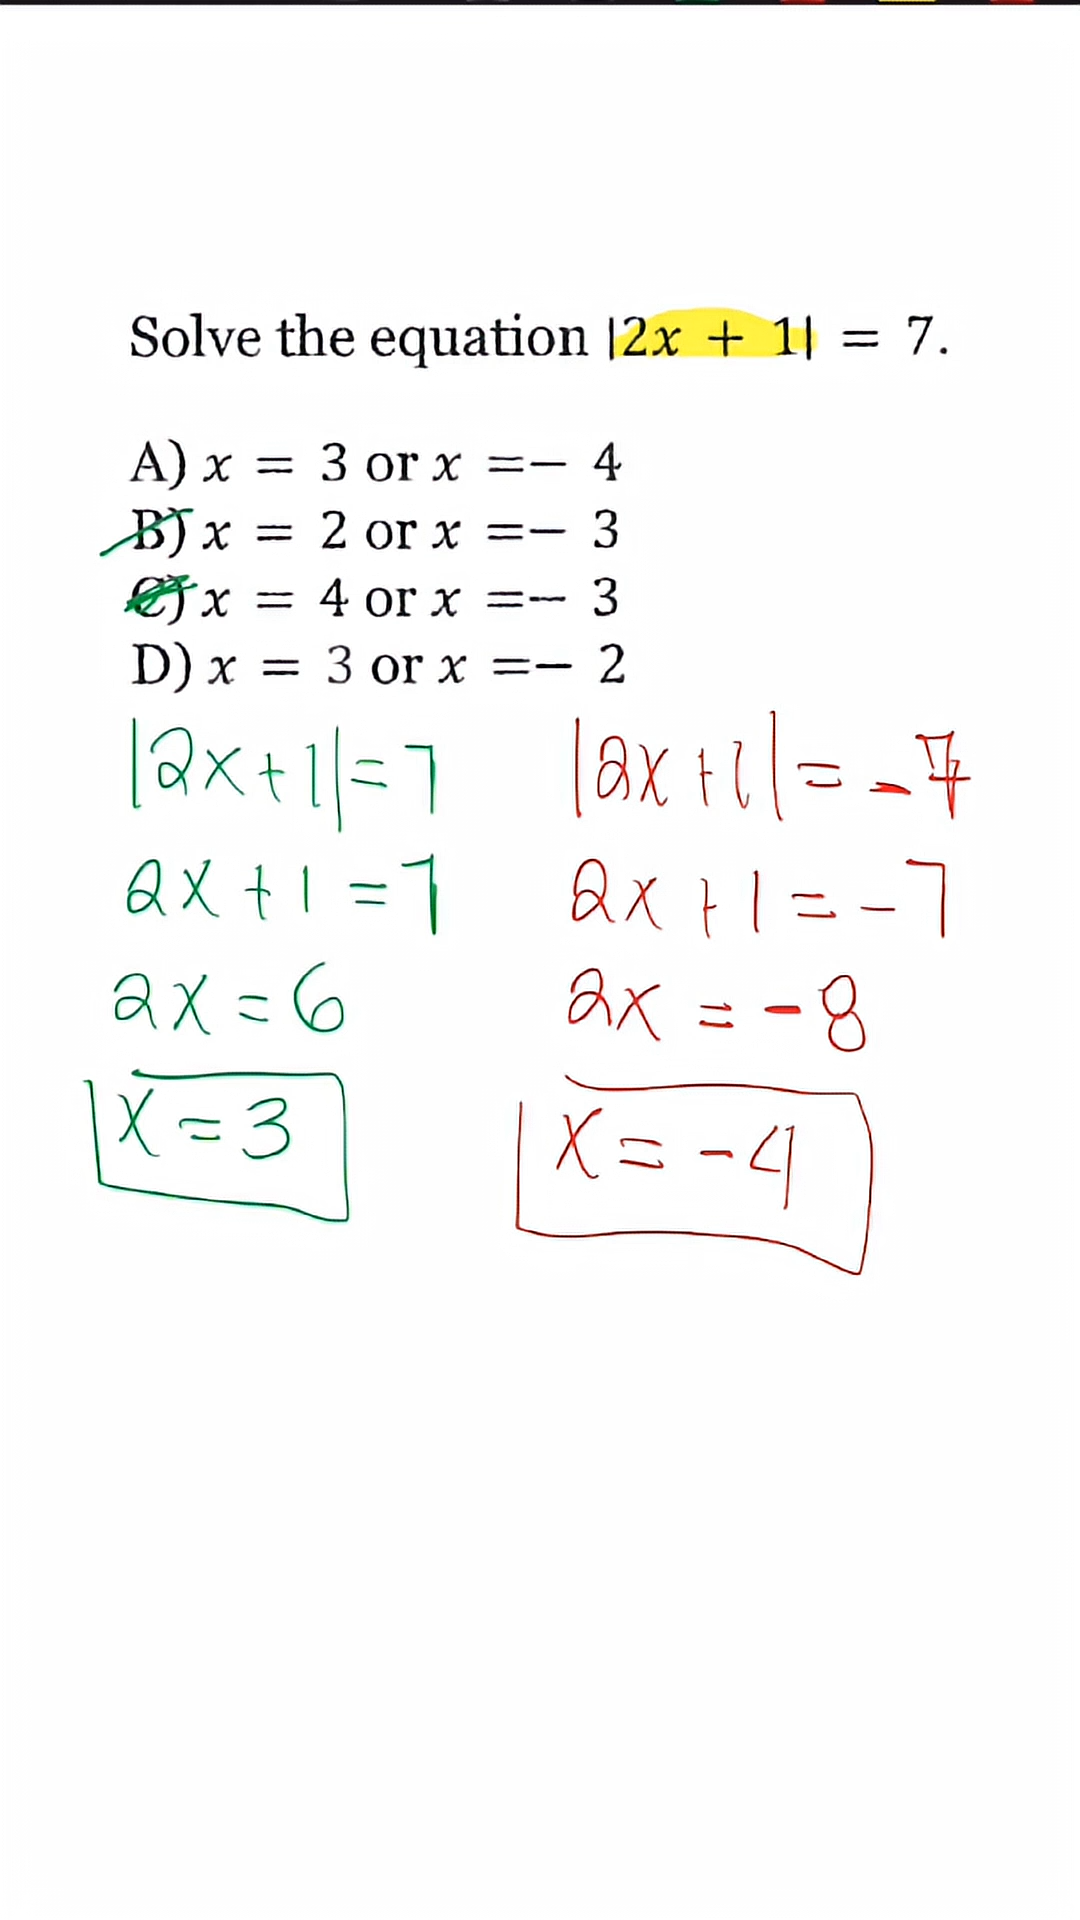 Solve the equation |2x + 1| = 7.
A) x = 3 or x =− 4
B) x = 2 or x =− 3
C) x = 4 or x =− 3
D) x = 3 or x =− 2
|2x+1|=7
|2x+1|=-7
2x+1=7
2x+1=-7
2x=6
2x=-8
x=3
x=-4